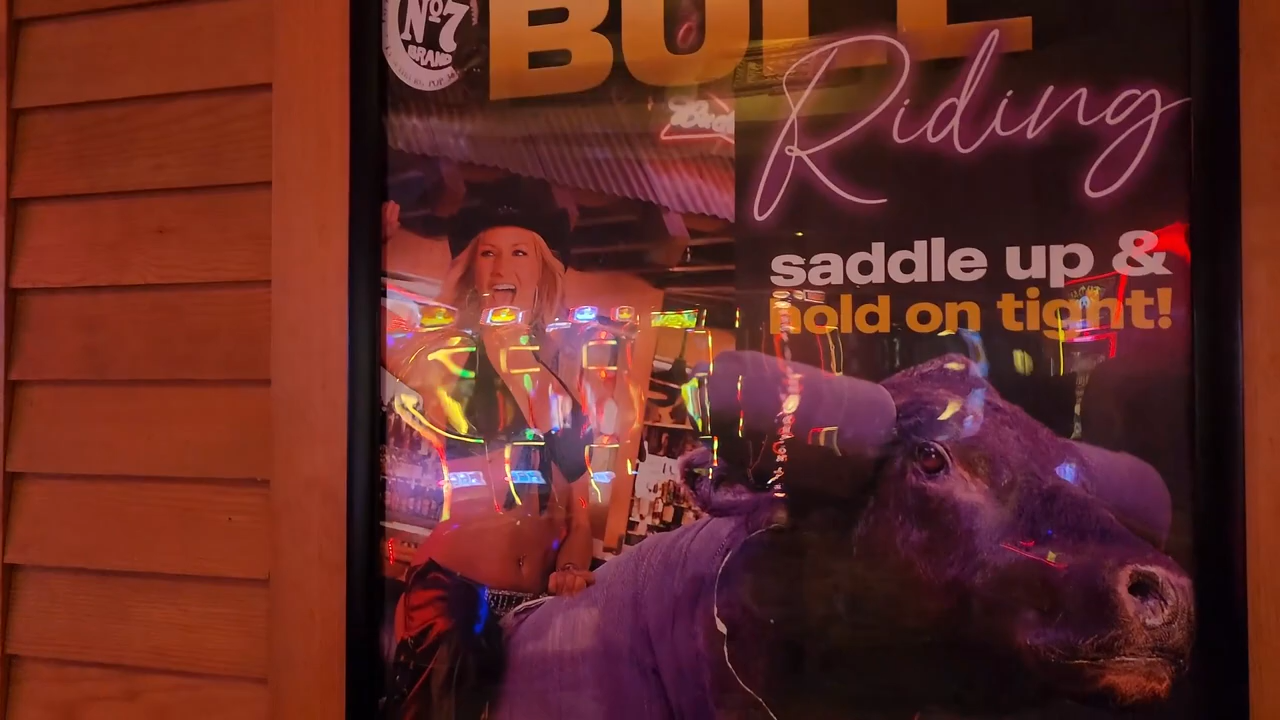 No7
BRAND
BULL
Riding
saddle up &
hold on tight!